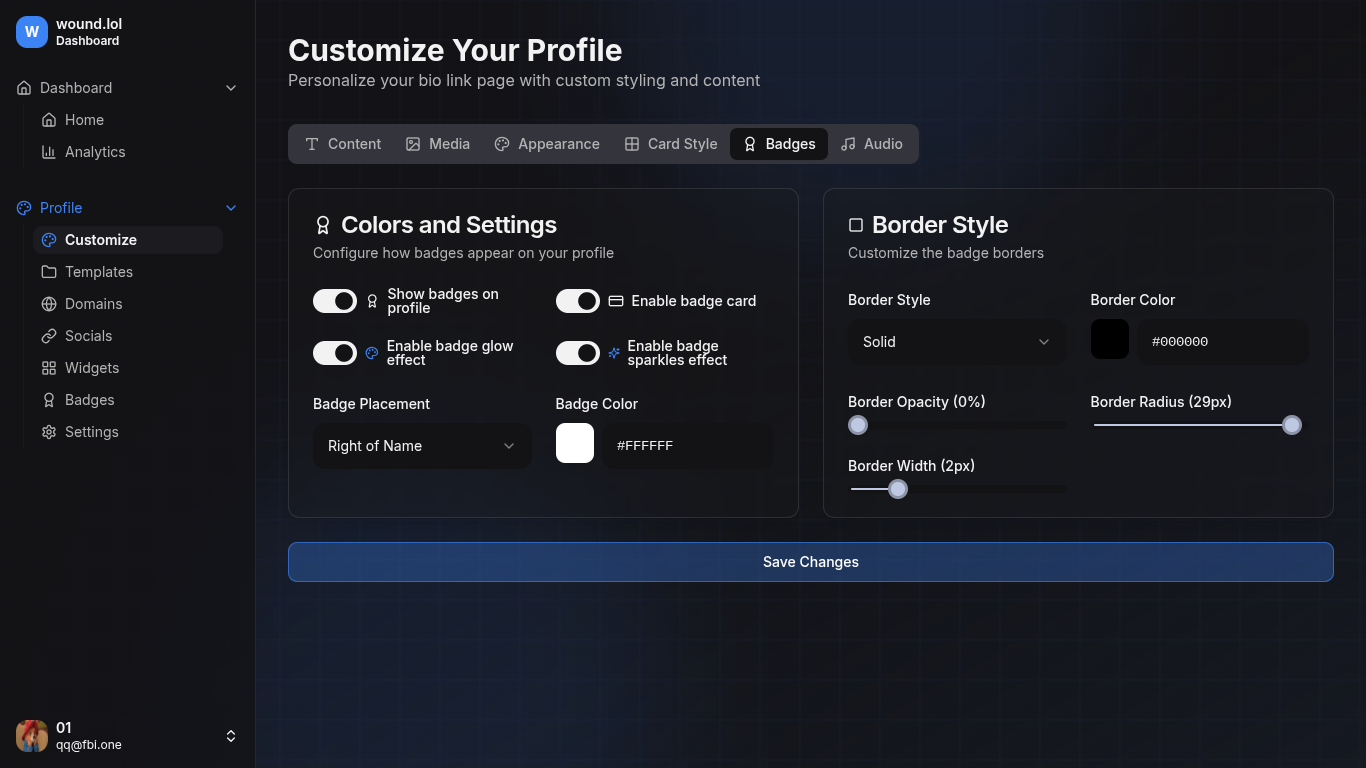 W
wound.lol
Dashboard
Dashboard
Home
Analytics
Profile
Customize
Templates
Domains
Socials
Widgets
Badges
Settings
01
qq@fbi.one
Customize Your Profile
Personalize your bio link page with custom styling and content
Content
Media
Appearance
Card Style
Badges
Audio
Colors and Settings
Configure how badges appear on your profile
Show badges on
profile
Enable badge card
Enable badge glow
effect
Enable badge
sparkles effect
Badge Placement
Right of Name
Badge Color
#FFFFFF
Border Style
Customize the badge borders
Border Style
Solid
Border Color
#000000
Border Opacity (0%)
Border Radius (29px)
Border Width (2px)
Save Changes